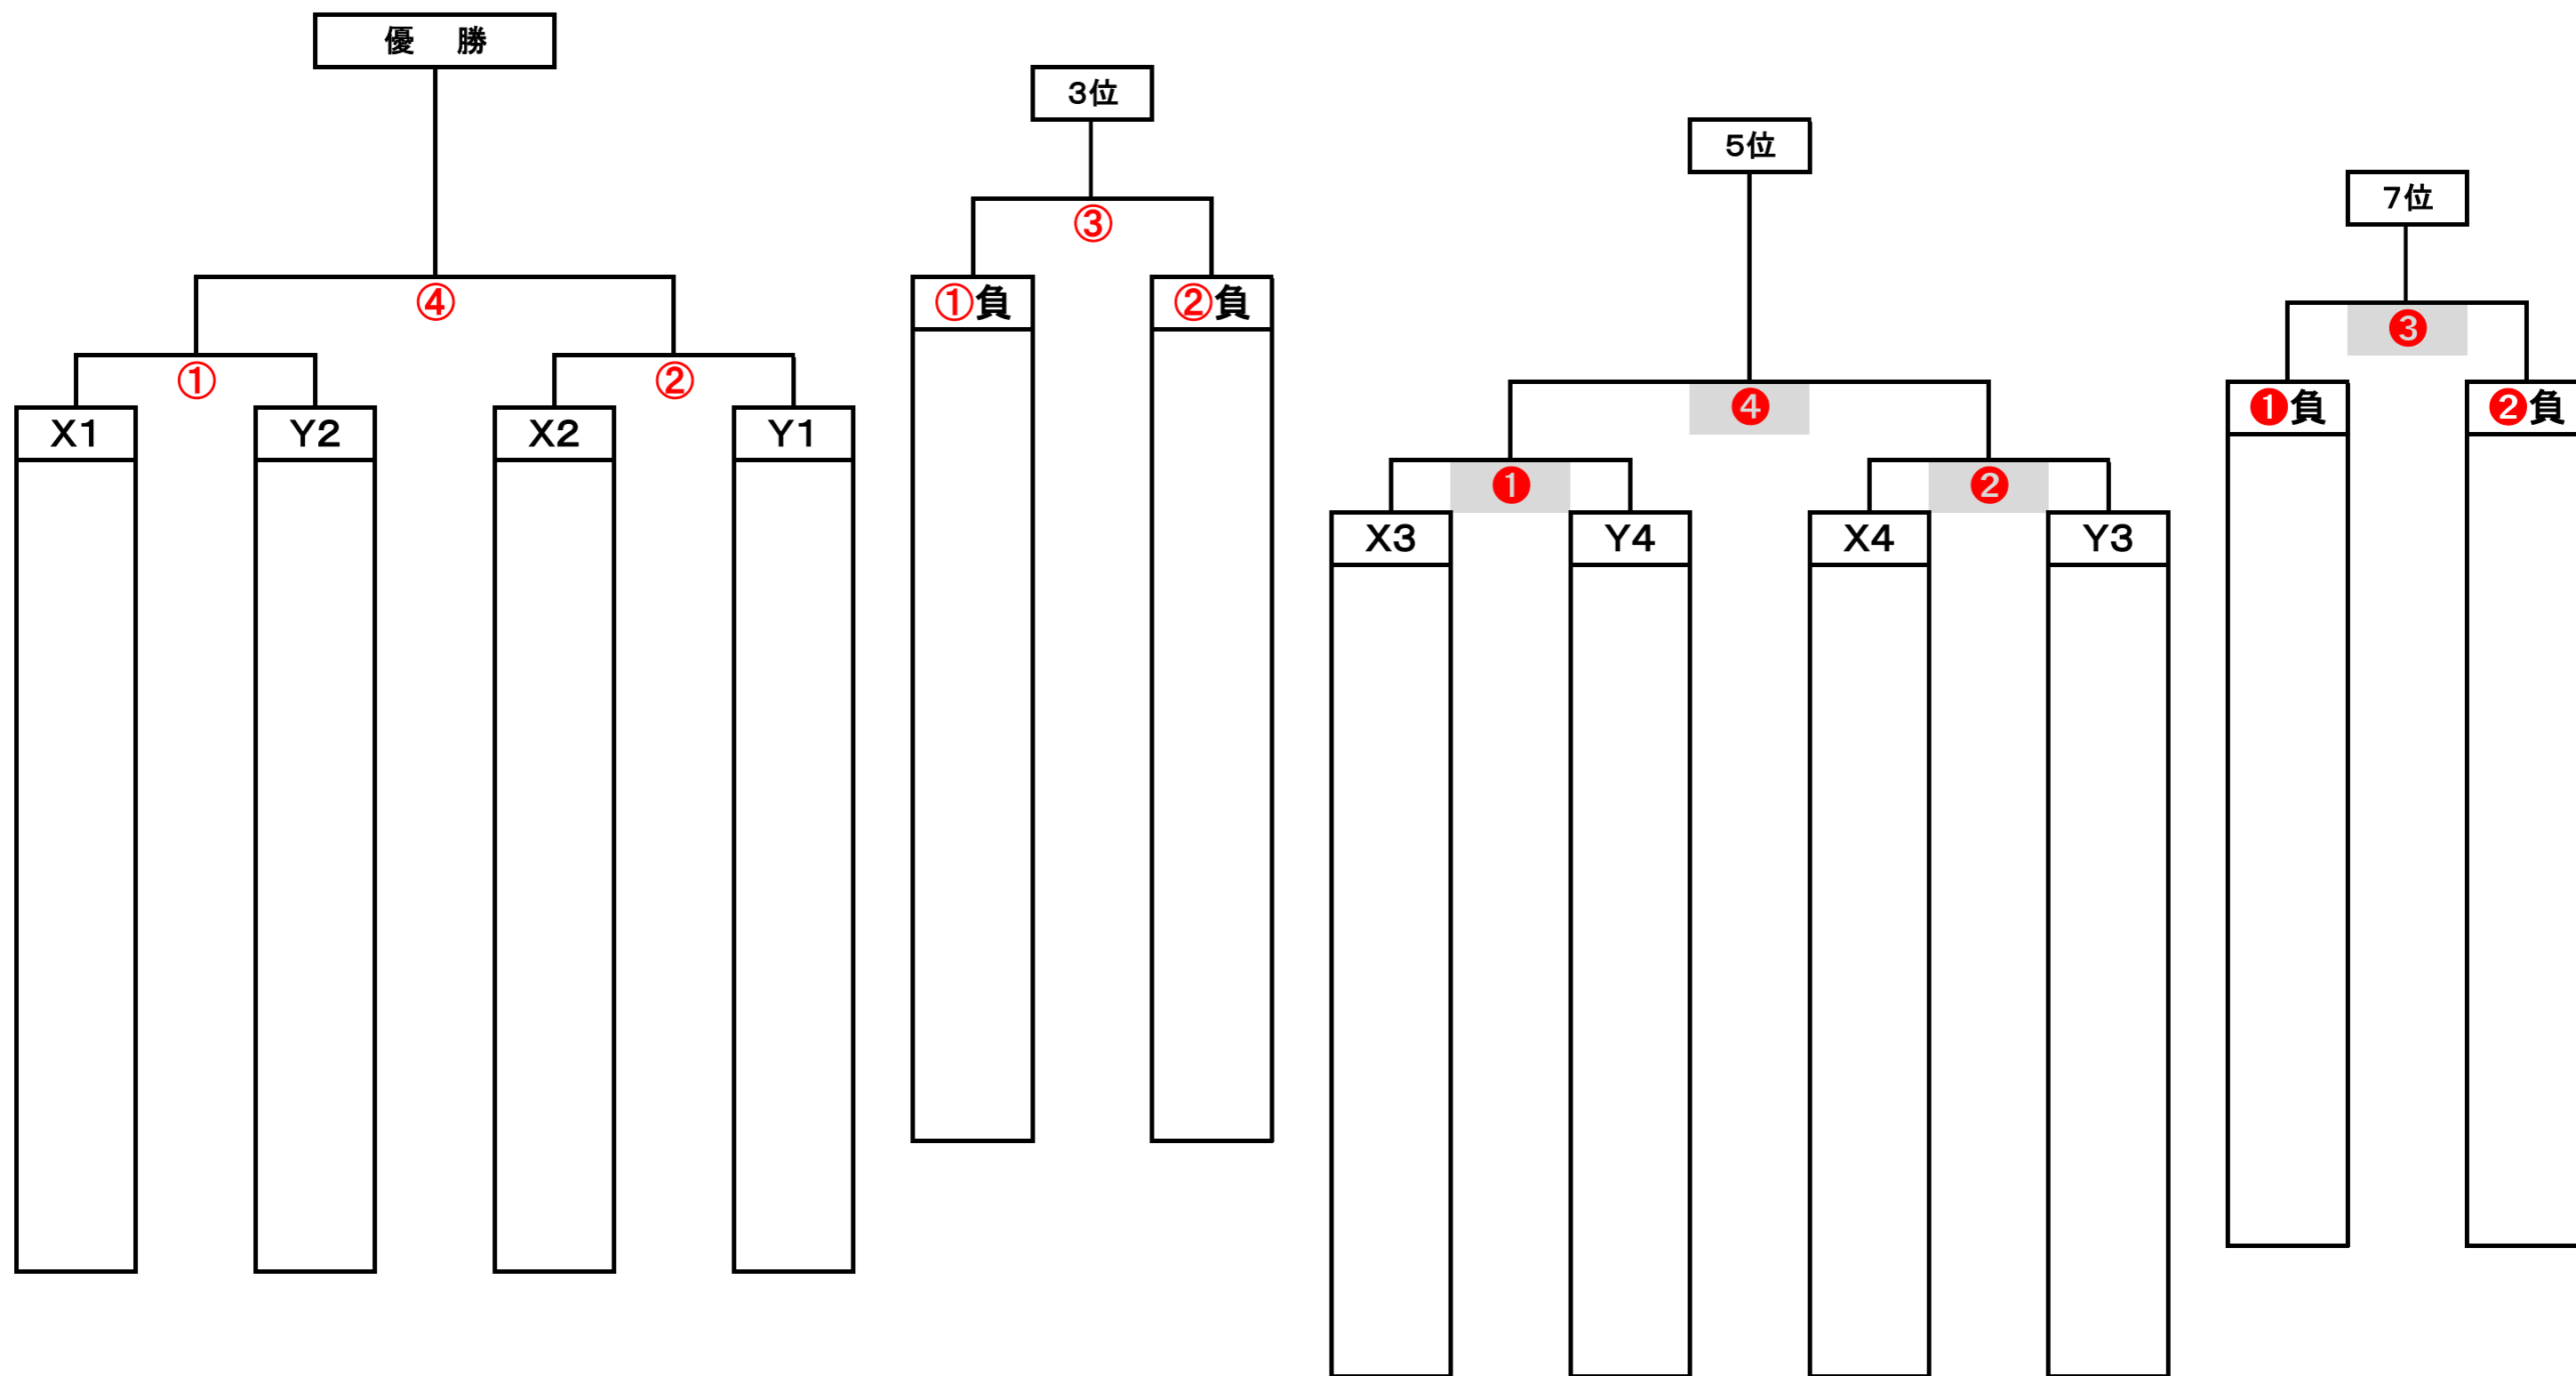 優　勝
3位
5位
7位
③
①負
②負
④
❸
①
②
❹
❶負
❷負
X1
Y2
X2
Y1
❶
❷
X3
Y4
X4
Y3